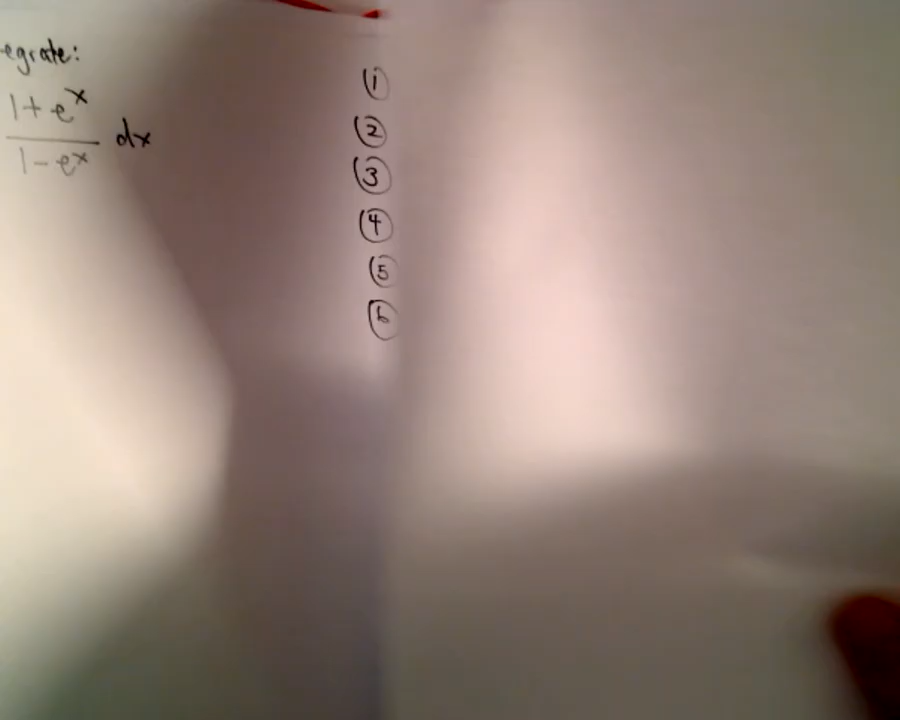 egrate:
1+e^x
1-e^x
dx
①
②
③
④
⑤
⑥